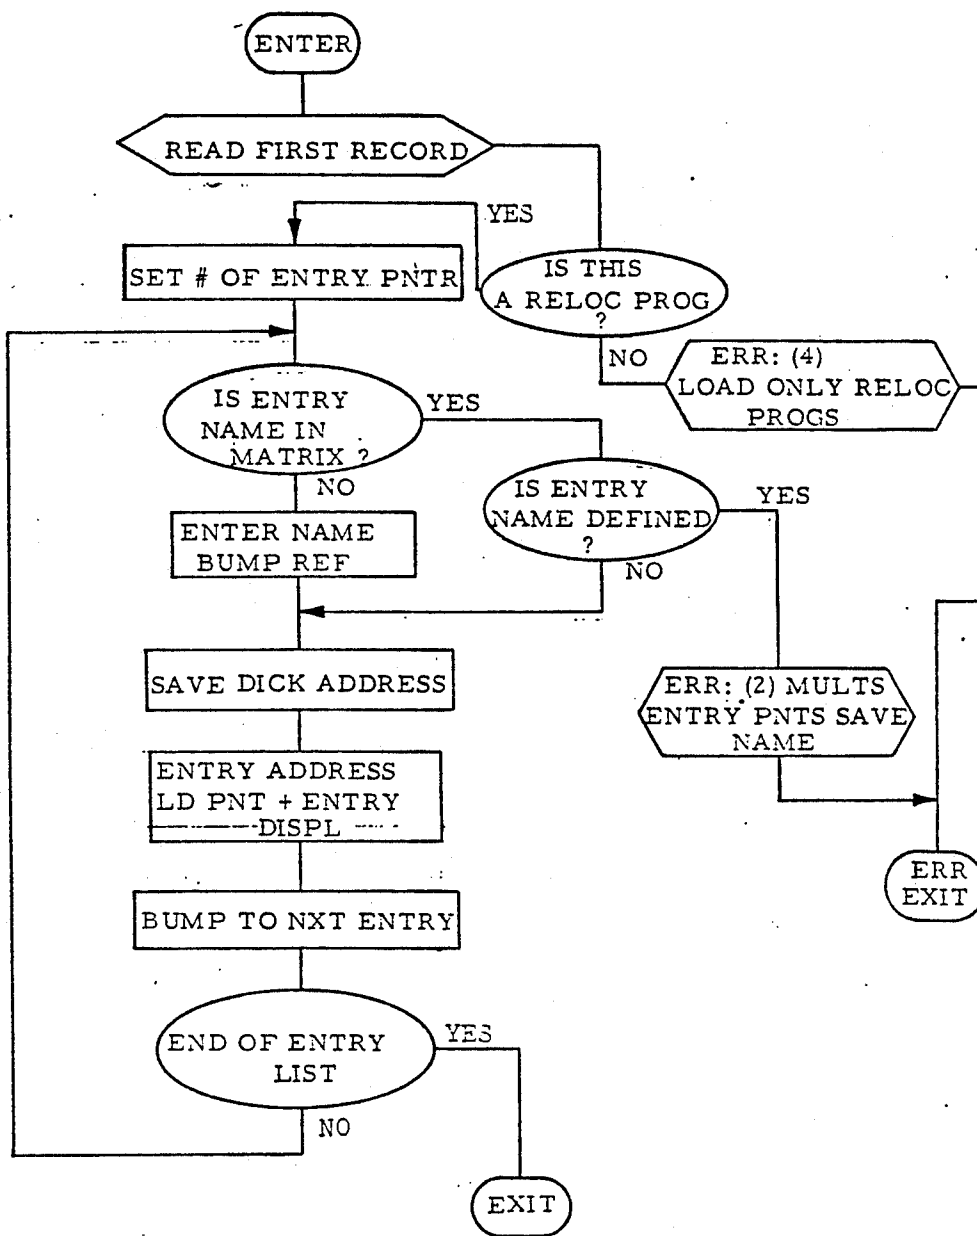 ENTER
READ FIRST RECORD
YES
SET # OF ENTRY PNTR
IS THIS
A RELOC PROG
?
NO
ERR: (4)
LOAD ONLY RELOC
PROGS
IS ENTRY
NAME IN
MATRIX ?
YES
NO
IS ENTRY
NAME DEFINED
?
YES
NO
ENTER NAME
BUMP REF
SAVE DICK ADDRESS
ERR: (2) MULTS
ENTRY PNTS SAVE
NAME
ENTRY ADDRESS
LD PNT + ENTRY
DISPL
ERR
EXIT
BUMP TO NXT ENTRY
END OF ENTRY
LIST
YES
NO
EXIT